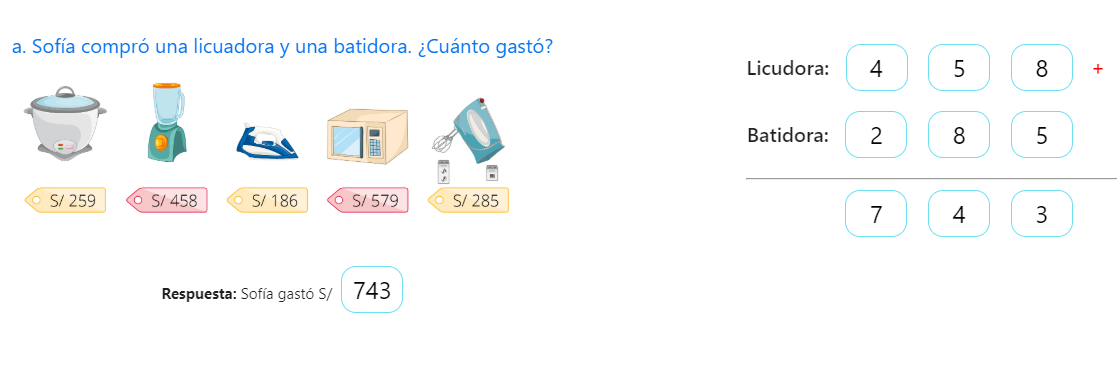 a. Sofía compró una licuadora y una batidora. ¿Cuánto gastó?
S/ 259 S/ 458 S/ 186 S/ 579 S/ 285
Respuesta: Sofía gastó S/ 743
Licudora: 4 5 8 +
Batidora: 2 8 5
7 4 3